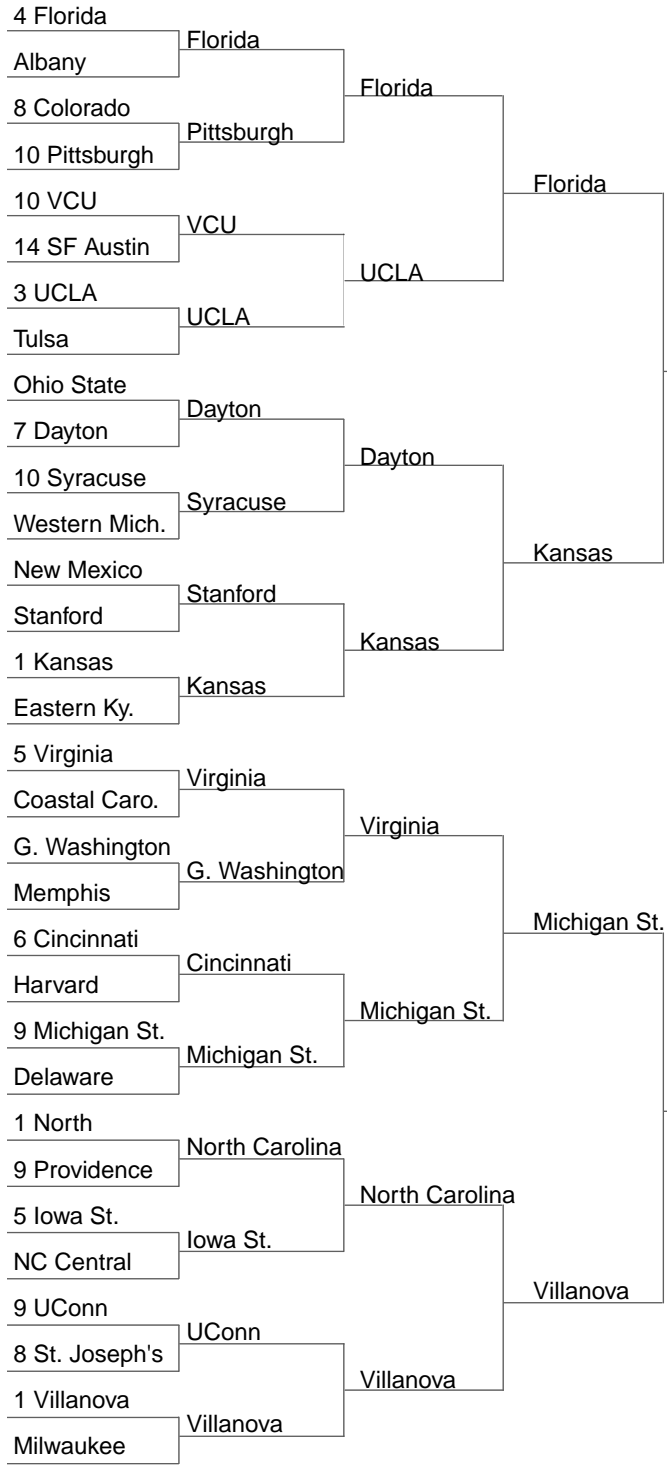 4 Florida
Albany
8 Colorado
10 Pittsburgh
10 VCU
14 SF Austin
3 UCLA
Tulsa
Ohio State
7 Dayton
10 Syracuse
Western Mich.
New Mexico
Stanford
1 Kansas
Eastern Ky.
5 Virginia
Coastal Caro.
G. Washington
Memphis
6 Cincinnati
Harvard
9 Michigan St.
Delaware
1 North
9 Providence
5 Iowa St.
NC Central
9 UConn
8 St. Joseph's
1 Villanova
Milwaukee
Florida
Pittsburgh
VCU
UCLA
Dayton
Syracuse
Stanford
Kansas
Virginia
G. Washington
Cincinnati
Michigan St.
North Carolina
Iowa St.
UConn
Villanova
Florida
UCLA
Dayton
Kansas
Virginia
Michigan St.
North Carolina
Villanova
Florida
Kansas
Michigan St.
Villanova